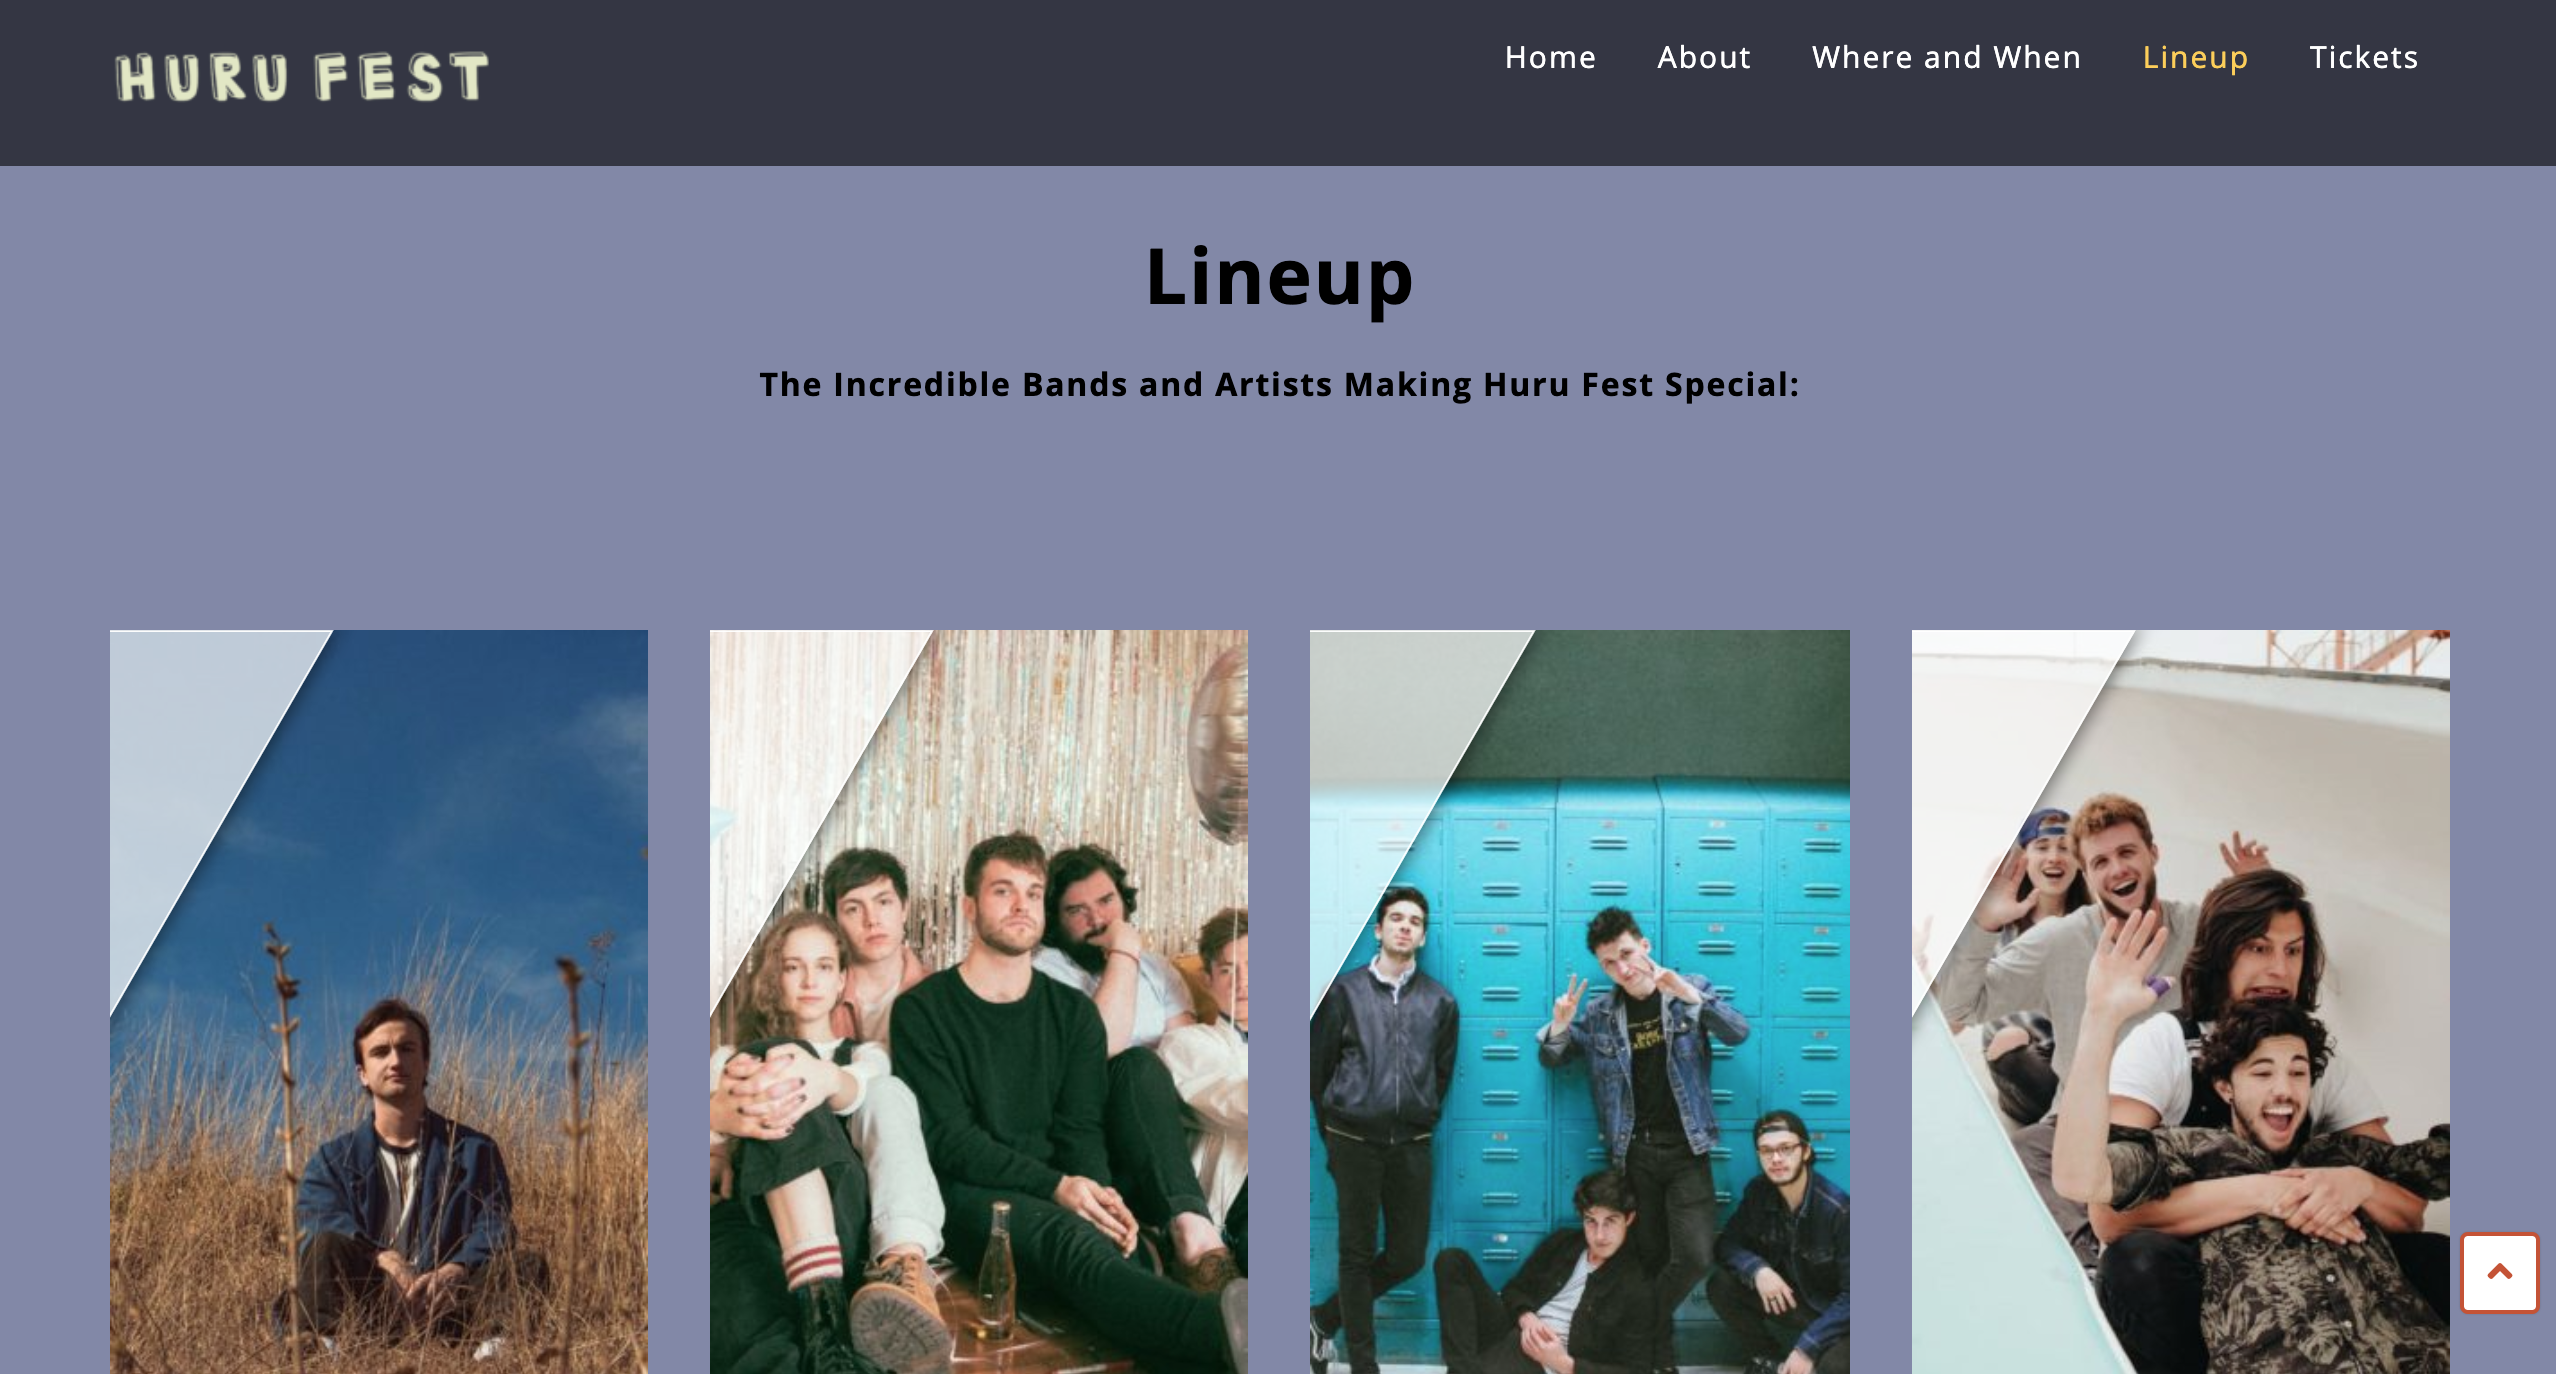 HURU FEST
Home About Where and When Lineup Tickets
Lineup
The Incredible Bands and Artists Making Huru Fest Special: